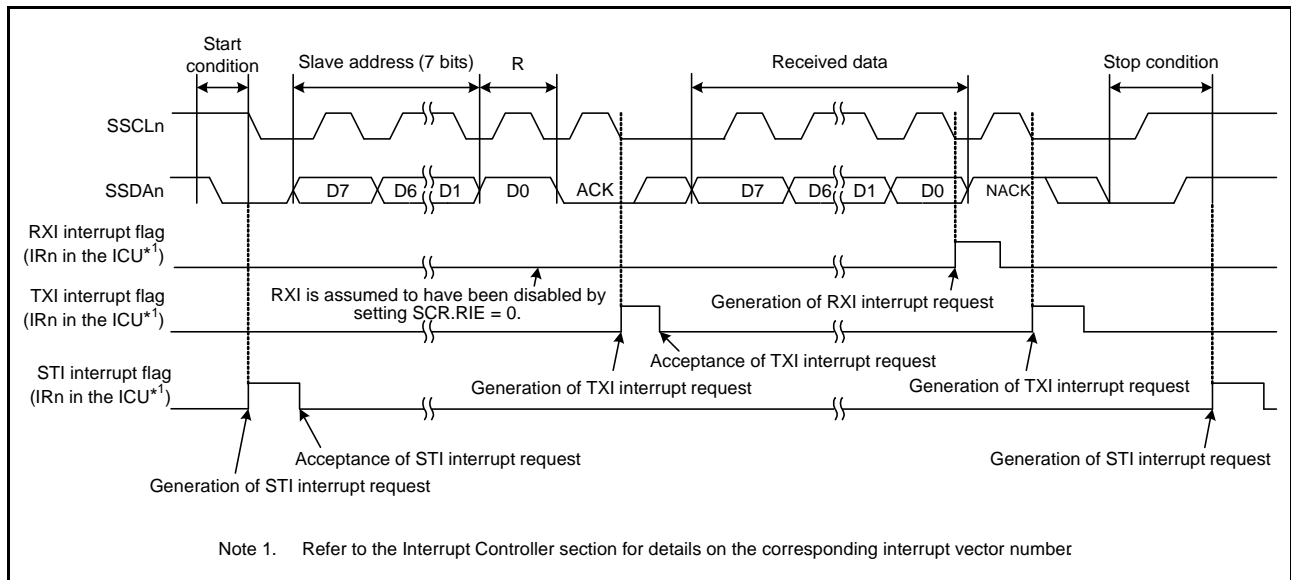 Start
condition
Slave address (7 bits)
R
Received data
Stop condition
SSCLn
SSDAn
D7
D6
D1
D0
ACK
D7
D6
D1
D0
NACK
RXI interrupt flag
(IRn in the ICU*1)
RXI is assumed to have been disabled by
setting SCR.RIE = 0.
Generation of RXI interrupt request
TXI interrupt flag
(IRn in the ICU*1)
Acceptance of TXI interrupt request
Generation of TXI interrupt request
Generation of TXI interrupt request
STI interrupt flag
(IRn in the ICU*1)
Acceptance of STI interrupt request
Generation of STI interrupt request
Generation of STI interrupt request
Note 1. Refer to the Interrupt Controller section for details on the corresponding interrupt vector number.